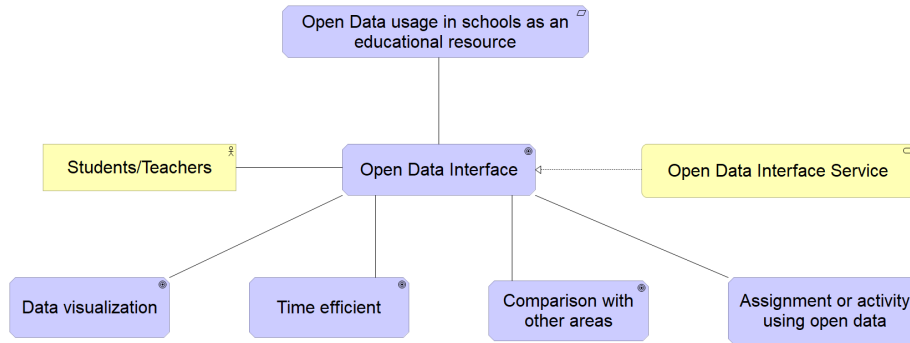 Open Data usage in schools as an
educational resource
Students/Teachers
Open Data Interface
Open Data Interface Service
Data visualization
Time efficient
Comparison with
other areas
Assignment or activity
using open data